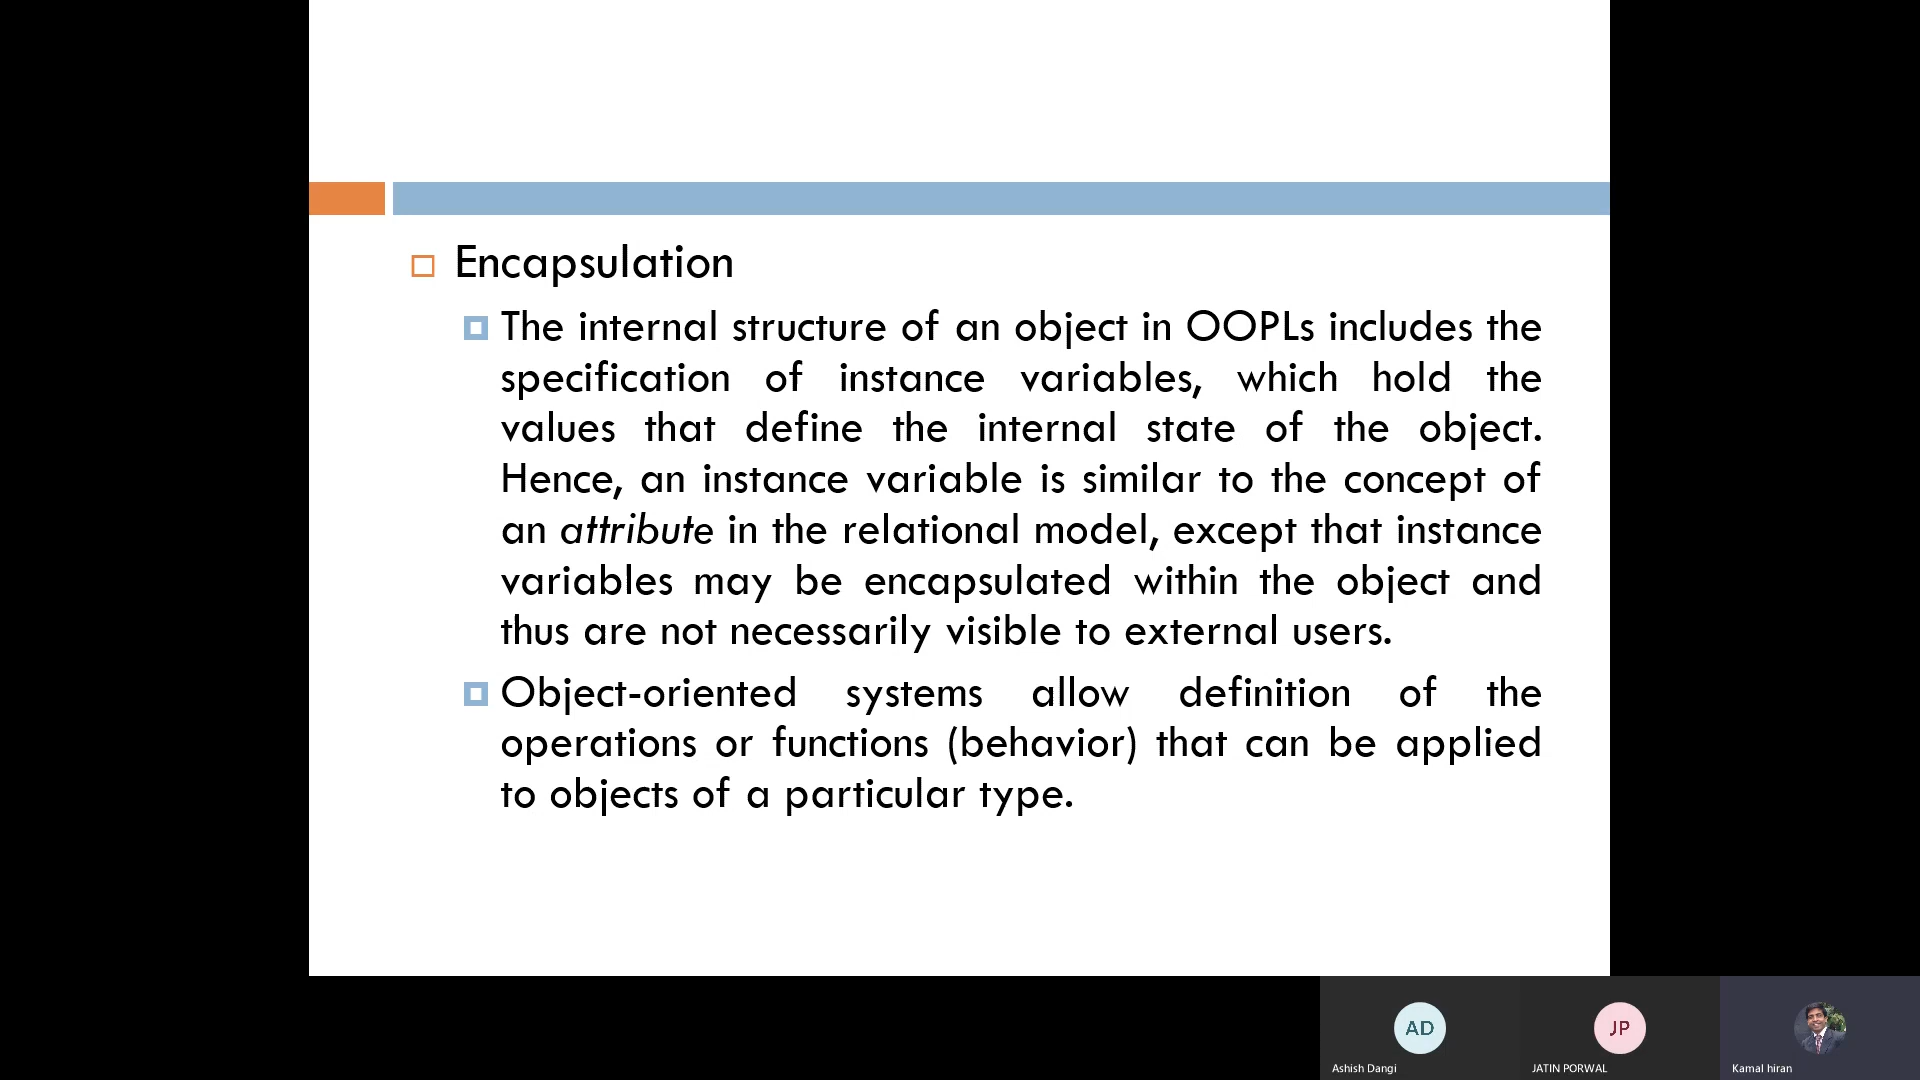 Encapsulation
The internal structure of an object in OOPLs includes the
specification of instance variables, which hold the
values that define the internal state of the object.
Hence, an instance variable is similar to the concept of
an attribute in the relational model, except that instance
variables may be encapsulated within the object and
thus are not necessarily visible to external users.
Object-oriented systems allow definition of the
operations or functions (behavior) that can be applied
to objects of a particular type.
AD
JP
Ashish Dangi
JATIN PORWAL
Kamal hiran